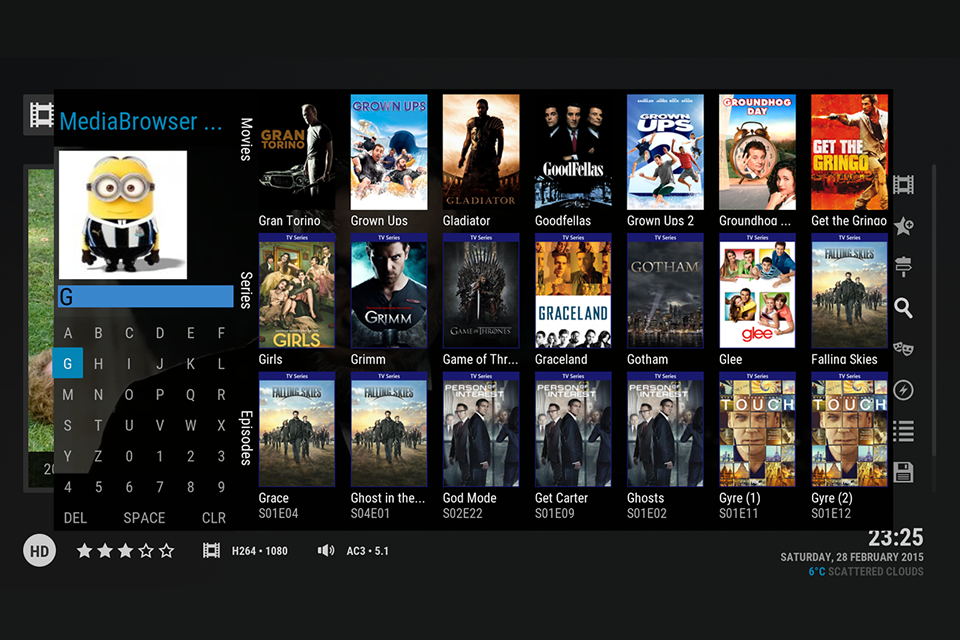 MediaBrowser ...
G
A B C D E F
G H I J K L
M N O P Q R
S T U V W X
Y Z 0 1 2 3
4 5 6 7 8 9
DEL SPACE CLR
Movies
GRAN TORINO
GROWN UPS
GLADIATOR
GoodFellas
GROWN UPS 2
GROUNDHOG DAY
GET THE GRINGO
Gran Torino
Grown Ups
Gladiator
Goodfellas
Grown Ups 2
Groundhog ...
Get the Gringo
Series
TV Series
GIRLS
TV Series
GRIMM
TV Series
GAME OF THRONES
TV Series
GRACELAND
TV Series
GOTHAM
TV Series
glee
TV Series
FALLING SKIES
Girls
Grimm
Game of Thr...
Graceland
Gotham
Glee
Falling Skies
Episodes
TV Series
FALLING SKIES
TV Series
FALLING SKIES
TV Series
PERSON OF INTEREST
TV Series
PERSON OF INTEREST
TV Series
PERSON OF INTEREST
TV Series
TOUCH
TV Series
TOUCH
Grace
S01E04
Ghost in the...
S04E01
God Mode
S02E22
Get Carter
S01E09
Ghosts
S01E02
Gyre (1)
S01E11
Gyre (2)
S01E12
20
HD
H264 • 1080
AC3 • 5.1
23:25
SATURDAY, 28 FEBRUARY 2015
6°C SCATTERED CLOUDS